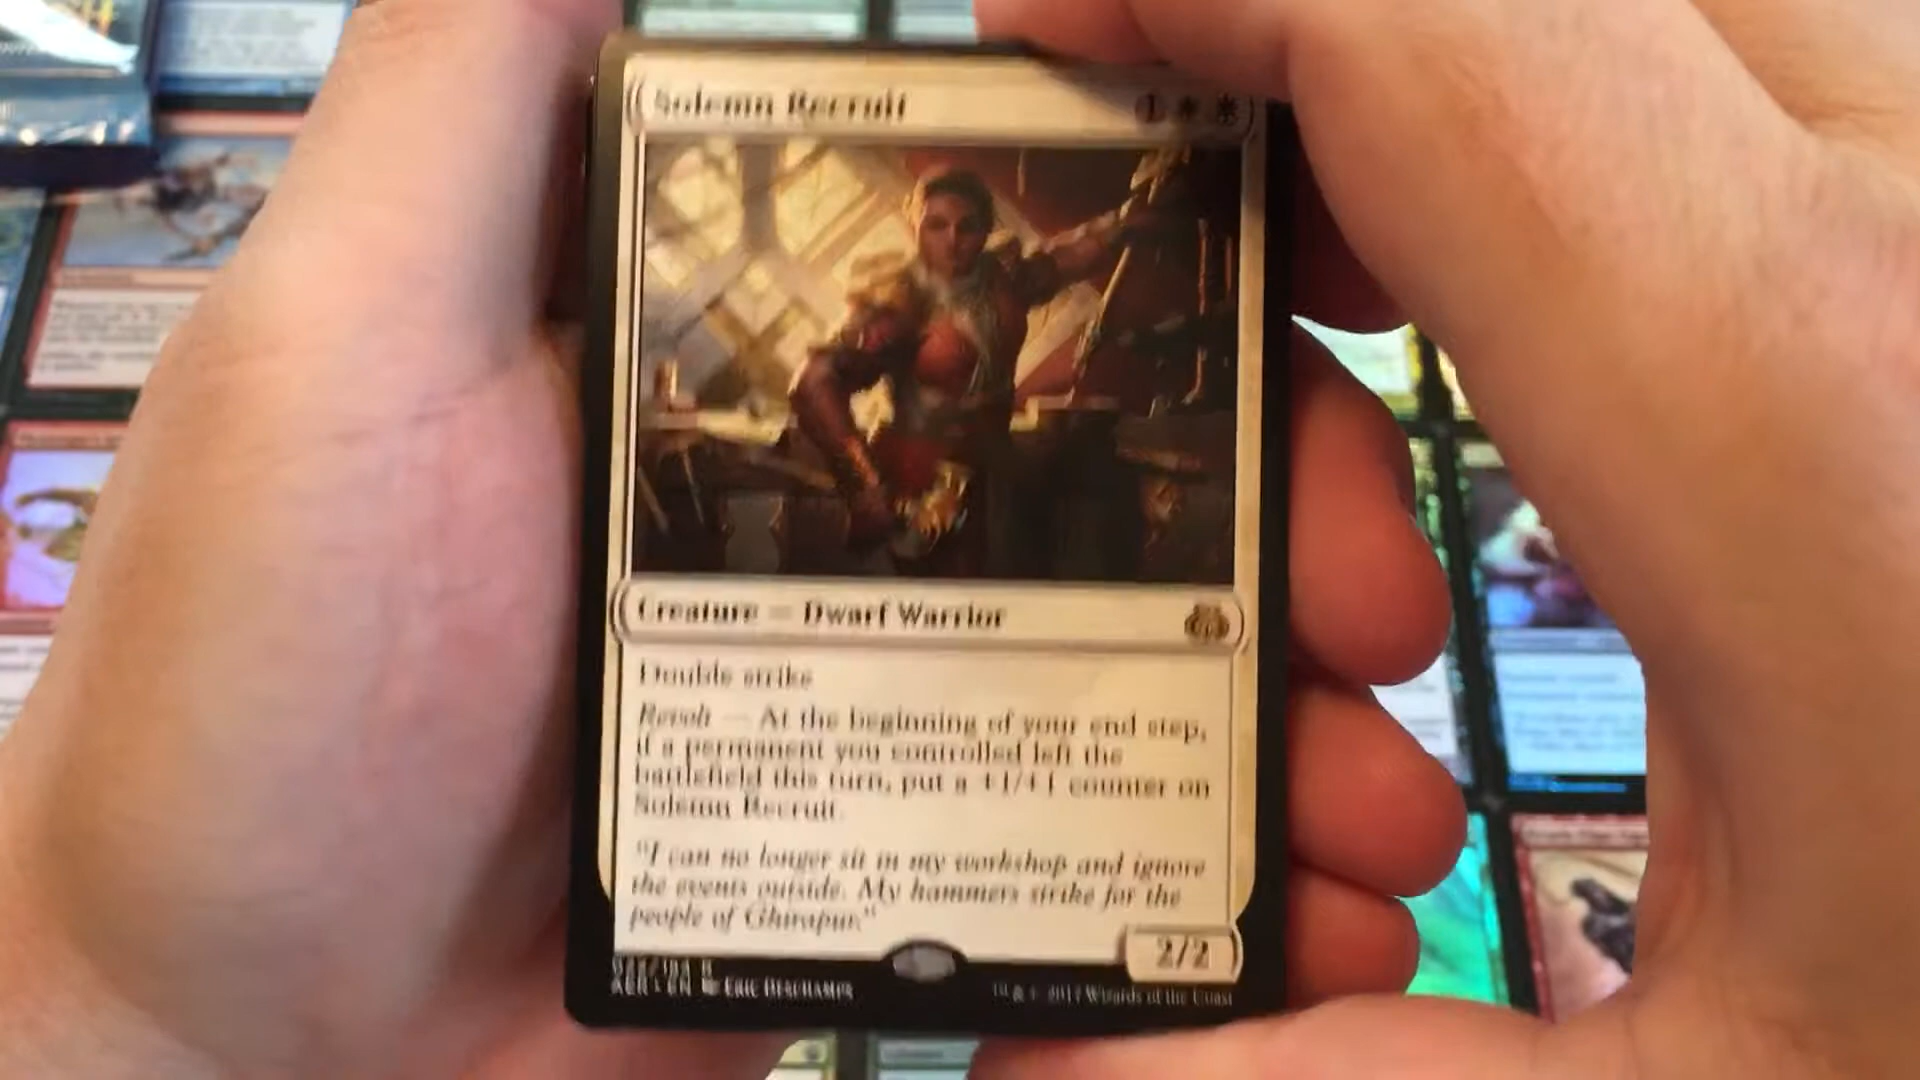 Solemn Recruit 1
Creature — Dwarf Warrior
Double strike
Revolt — At the beginning of your end step,
if a permanent you controlled left the
battlefield this turn, put a +1/+1 counter on
Solemn Recruit.
"I can no longer sit in my workshop and ignore
the events outside. My hammers strike for the
people of Ghirapur."
2/2
AER • EN Eric Deschamps
™ & © 2017 Wizards of the Coast